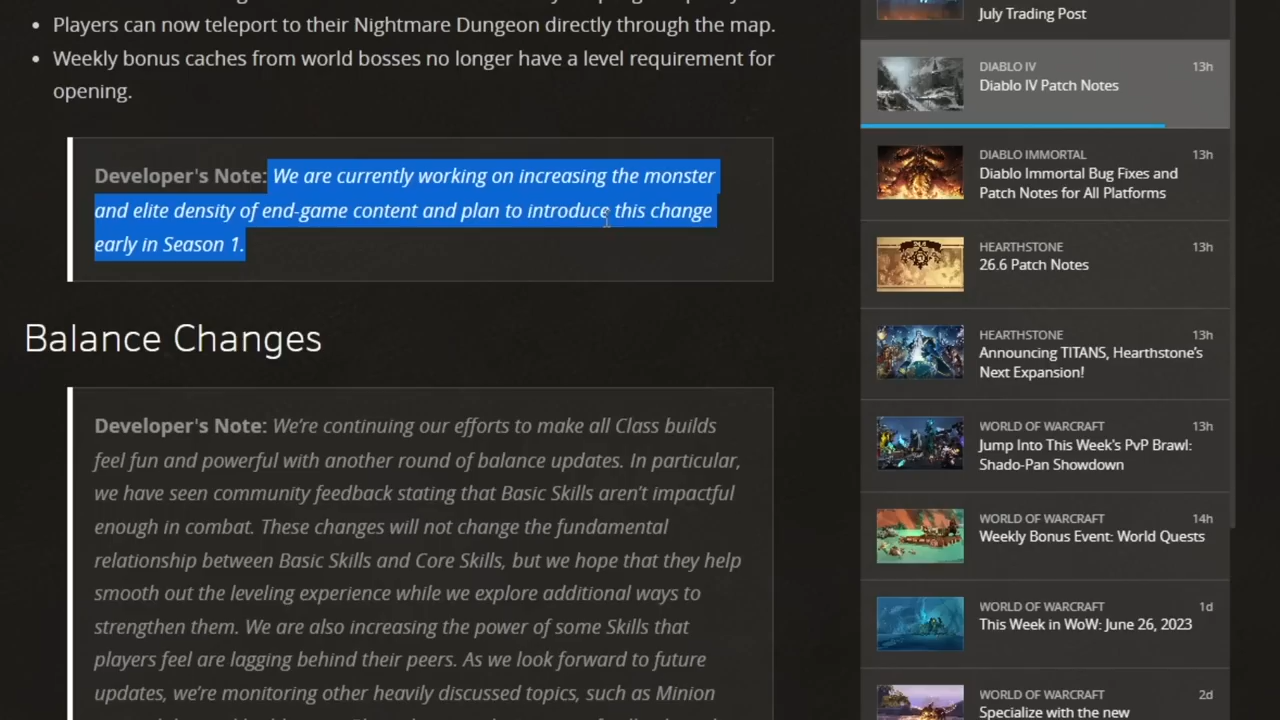 • Players can now teleport to their Nightmare Dungeon directly through the map.
• Weekly bonus caches from world bosses no longer have a level requirement for
opening.
Developer's Note: We are currently working on increasing the monster
and elite density of end-game content and plan to introduce this change
early in Season 1.
Balance Changes
Developer's Note: We’re continuing our efforts to make all Class builds
feel fun and powerful with another round of balance updates. In particular,
we have seen community feedback stating that Basic Skills aren’t impactful
enough in combat. These changes will not change the fundamental
relationship between Basic Skills and Core Skills, but we hope that they help
smooth out the leveling experience while we explore additional ways to
strengthen them. We are also increasing the power of some Skills that
players feel are lagging behind their peers. As we look forward to future
updates, we’re monitoring other heavily discussed topics, such as Minion
July Trading Post
DIABLO IV 13h
Diablo IV Patch Notes
DIABLO IMMORTAL 13h
Diablo Immortal Bug Fixes and
Patch Notes for All Platforms
HEARTHSTONE 13h
26.6 Patch Notes
HEARTHSTONE 13h
Announcing TITANS, Hearthstone’s
Next Expansion!
WORLD OF WARCRAFT 13h
Jump Into This Week’s PvP Brawl:
Shado-Pan Showdown
WORLD OF WARCRAFT 14h
Weekly Bonus Event: World Quests
WORLD OF WARCRAFT 1d
This Week in WoW: June 26, 2023
WORLD OF WARCRAFT 2d
Specialize with the new